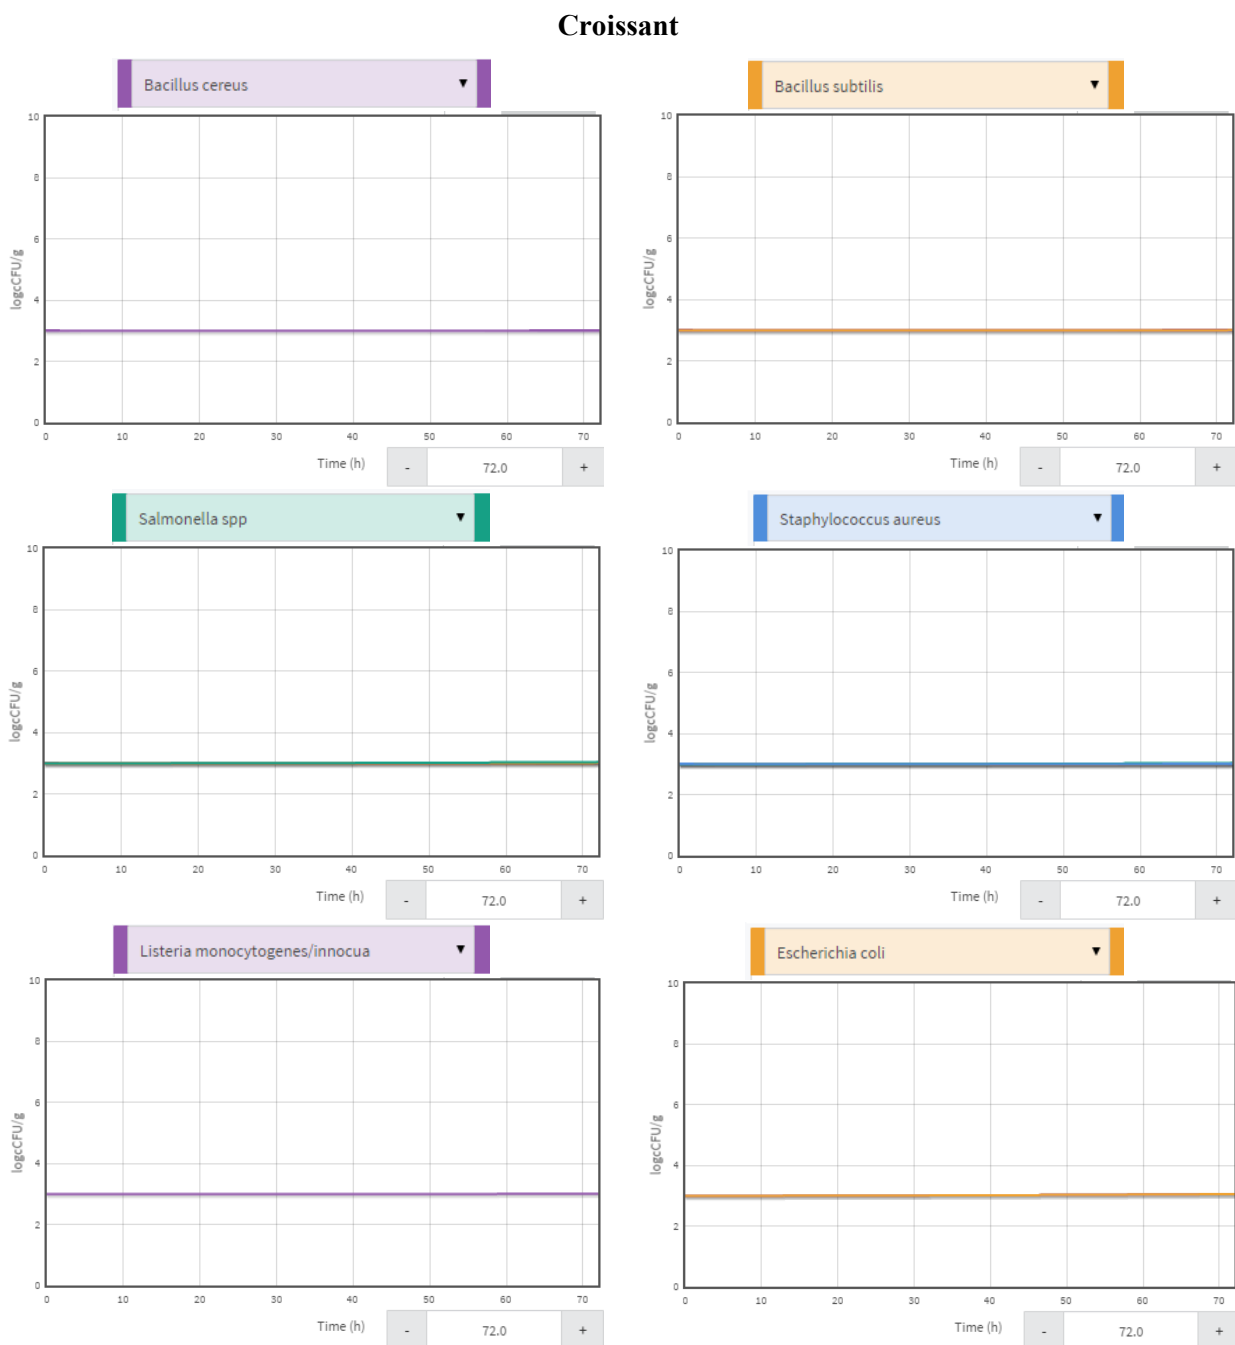 Croissant
Bacillus cereus ▼
Bacillus subtilis ▼
10
8
6
4
2
0
logcCFU/g
0 10 20 30 40 50 60 70
Time (h) - 72.0 +
10
8
6
4
2
0
logcCFU/g
0 10 20 30 40 50 60 70
Time (h) - 72.0 +
Salmonella spp ▼
Staphylococcus aureus ▼
10
8
6
4
2
0
logcCFU/g
0 10 20 30 40 50 60 70
Time (h) - 72.0 +
10
8
6
4
2
0
logcCFU/g
0 10 20 30 40 50 60 70
Time (h) - 72.0 +
Listeria monocytogenes/innocua ▼
Escherichia coli ▼
10
8
6
4
2
0
logcCFU/g
0 10 20 30 40 50 60 70
Time (h) - 72.0 +
10
8
6
4
2
0
logcCFU/g
0 10 20 30 40 50 60 70
Time (h) - 72.0 +